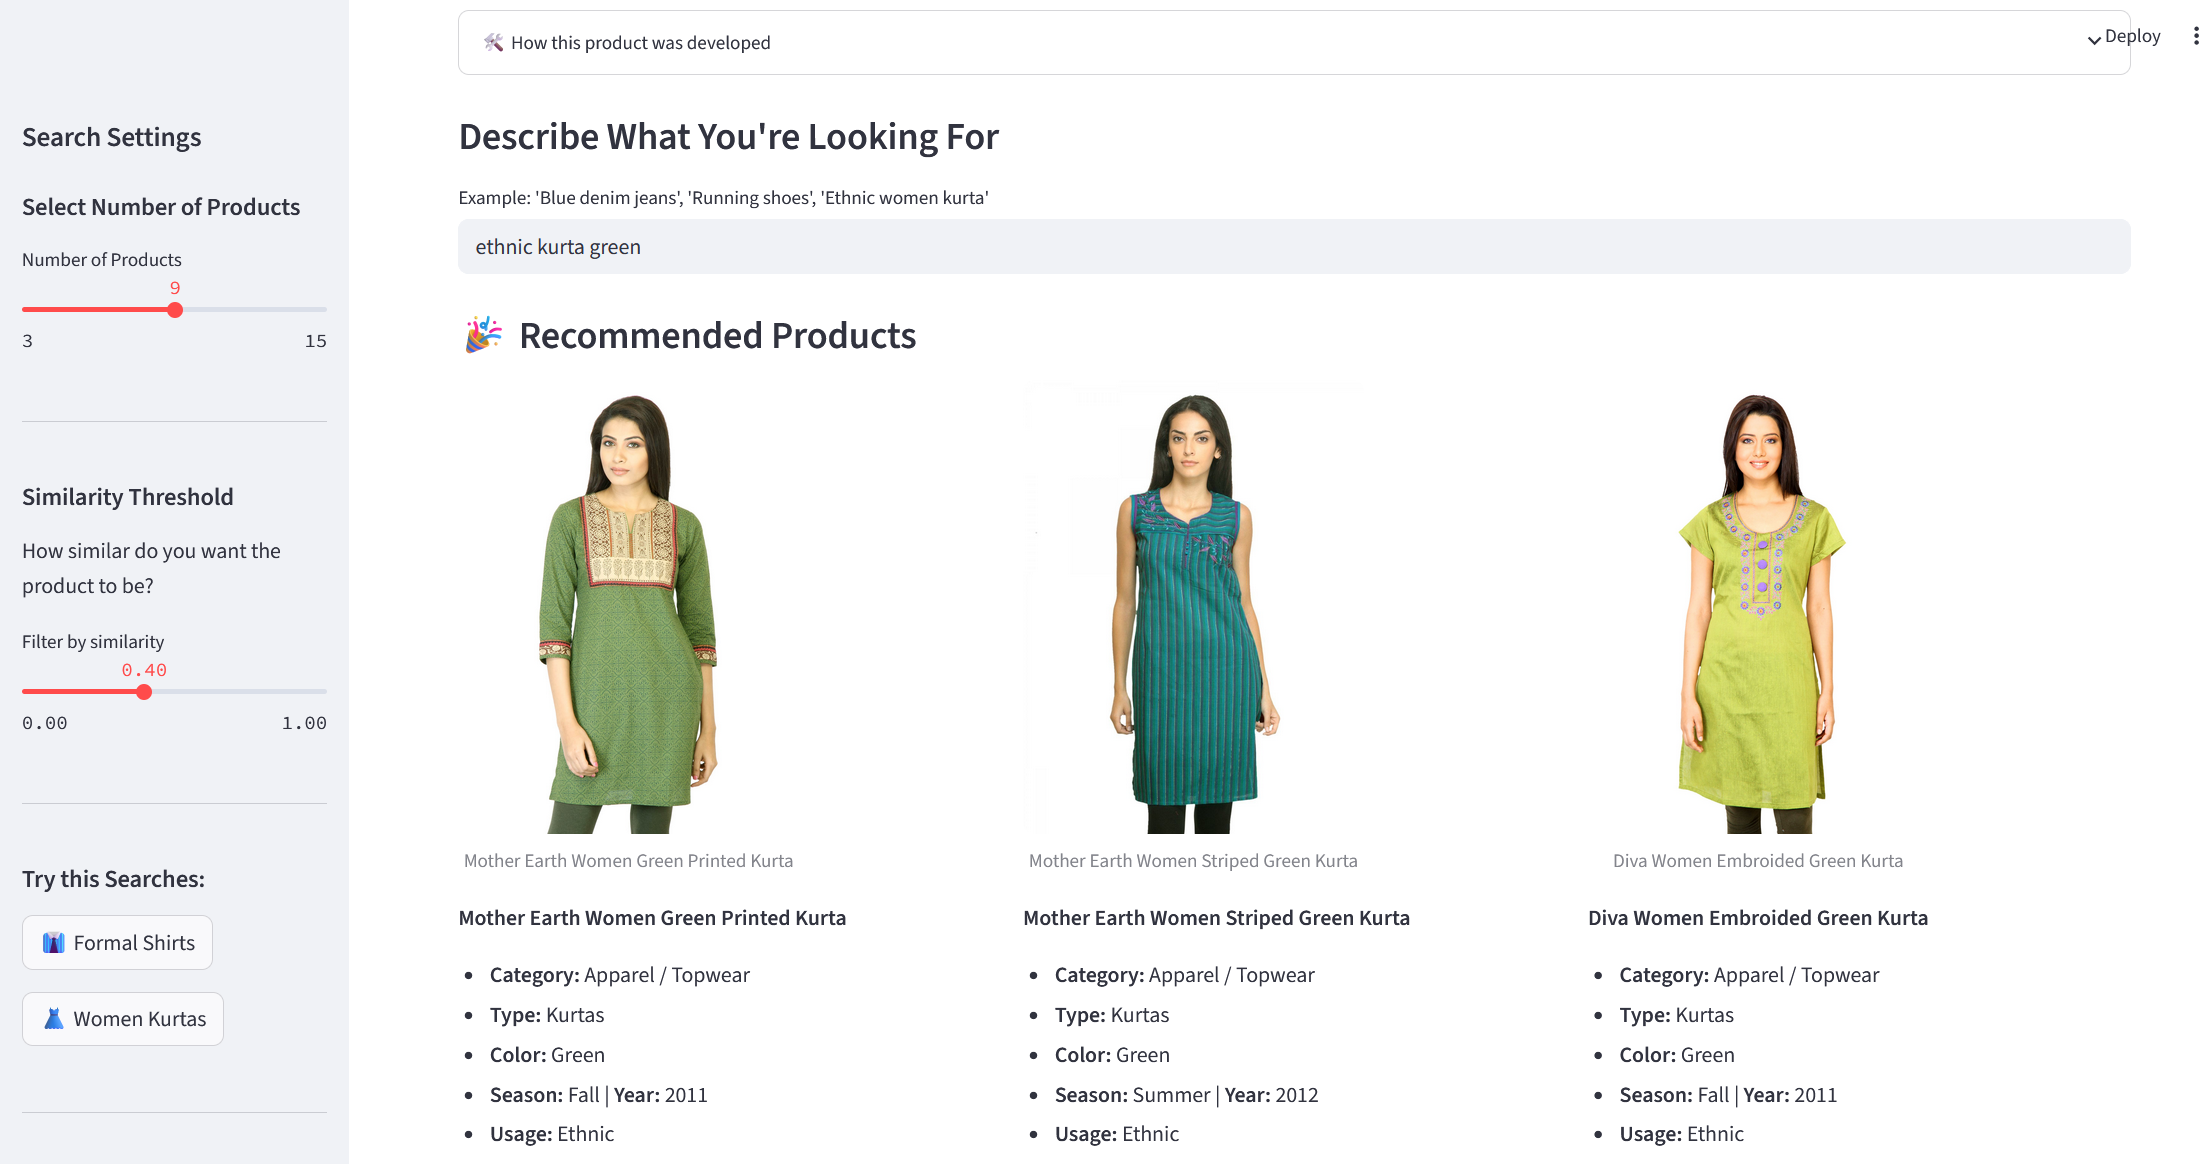 How this product was developed
Deploy
Search Settings
Select Number of Products
Number of Products
9
3 15
Similarity Threshold
How similar do you want the
product to be?
Filter by similarity
0.40
0.00 1.00
Try this Searches:
Formal Shirts
Women Kurtas
Describe What You're Looking For
Example: 'Blue denim jeans', 'Running shoes', 'Ethnic women kurta'
ethnic kurta green
Recommended Products
Mother Earth Women Green Printed Kurta
Mother Earth Women Green Printed Kurta
Category: Apparel / Topwear
Type: Kurtas
Color: Green
Season: Fall | Year: 2011
Usage: Ethnic
Mother Earth Women Striped Green Kurta
Mother Earth Women Striped Green Kurta
Category: Apparel / Topwear
Type: Kurtas
Color: Green
Season: Summer | Year: 2012
Usage: Ethnic
Diva Women Embroided Green Kurta
Diva Women Embroided Green Kurta
Category: Apparel / Topwear
Type: Kurtas
Color: Green
Season: Fall | Year: 2011
Usage: Ethnic